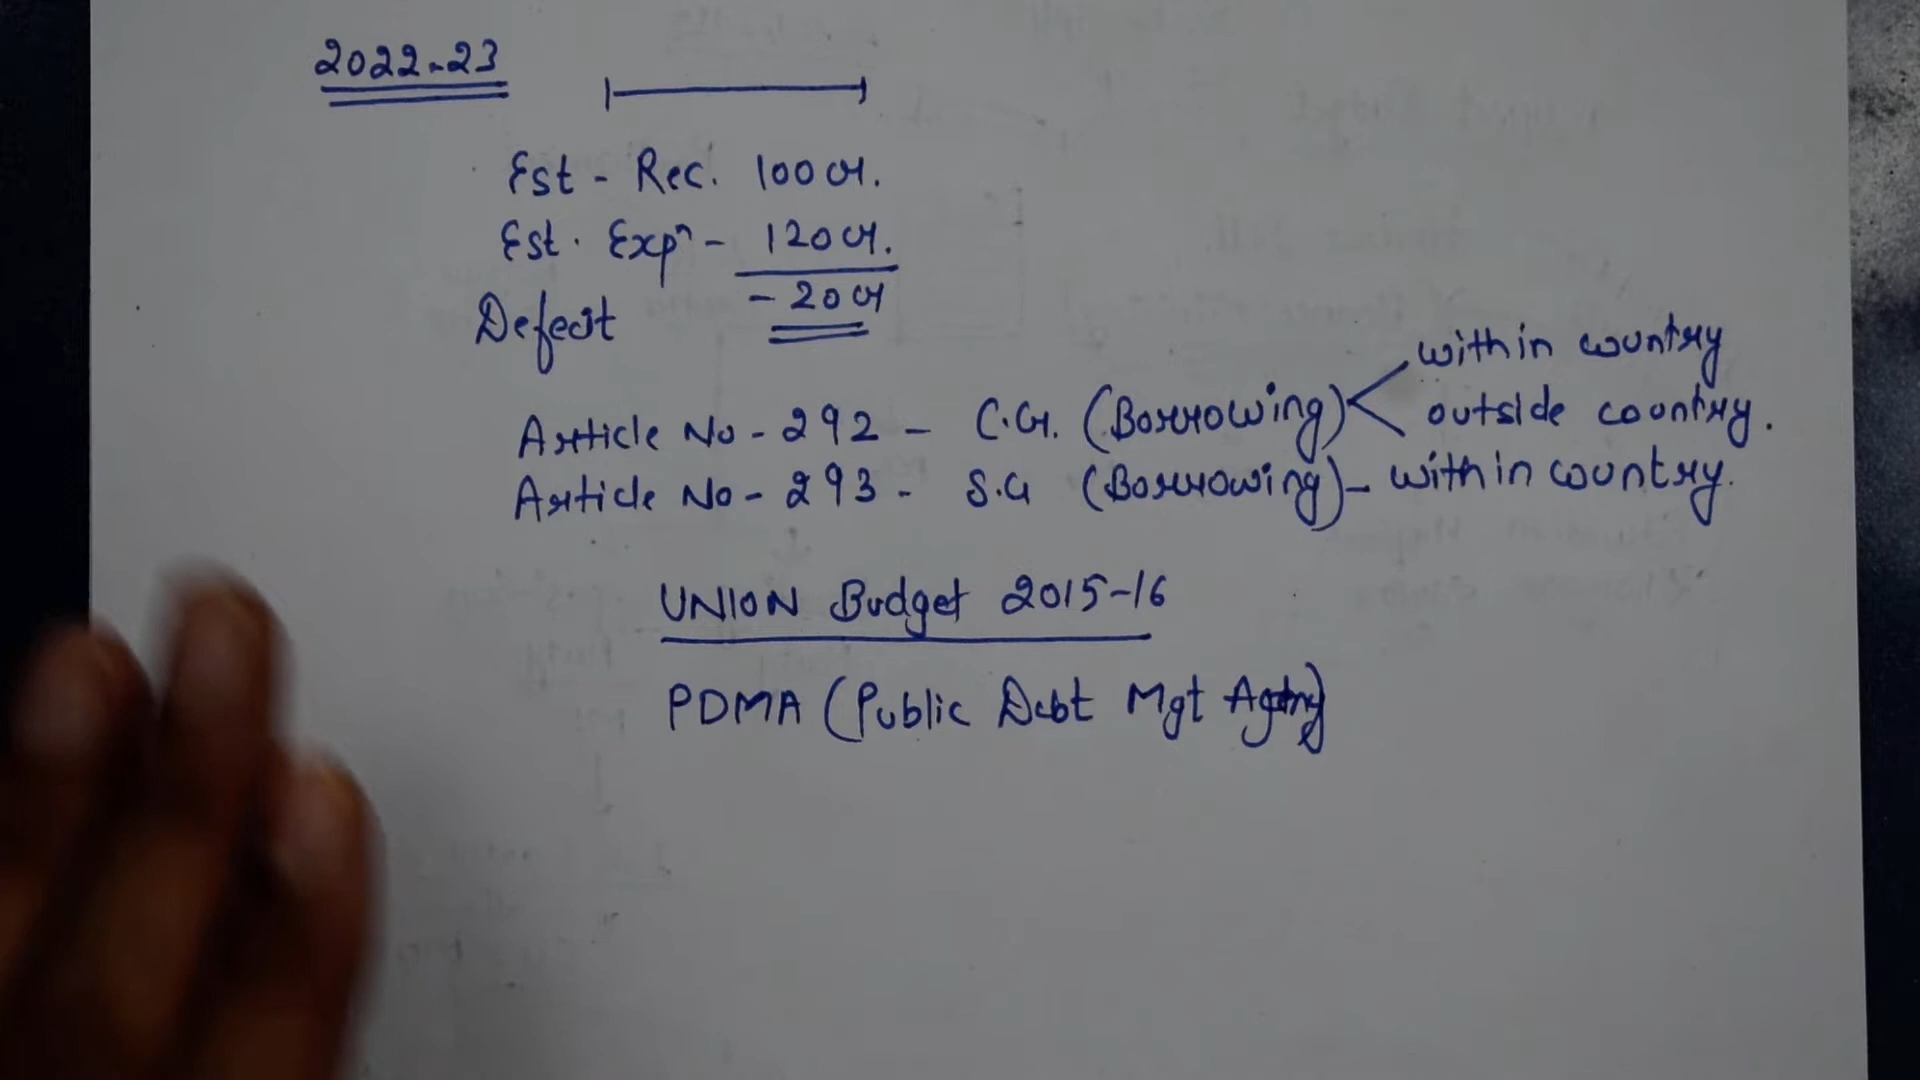 2022-23
Est - Rec. 100 cr.
Est. Expn - 120 cr.
Defecit - 20 cr
Article No - 292 - C.G. (Borrowing) within country
outside country.
Article No - 293 - S.G (Borrowing) - within country.
UNION Budget 2015-16
PDMA (Public Debt Mgt Agency)